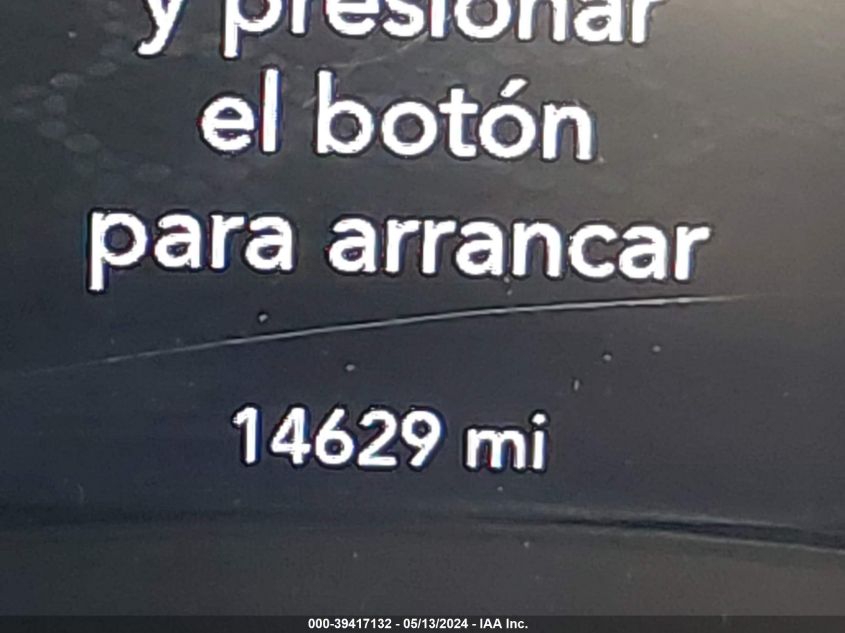 y presionar
el botón
para arrancar
14629 mi
000-39417132 - 05/13/2024 - IAA Inc.